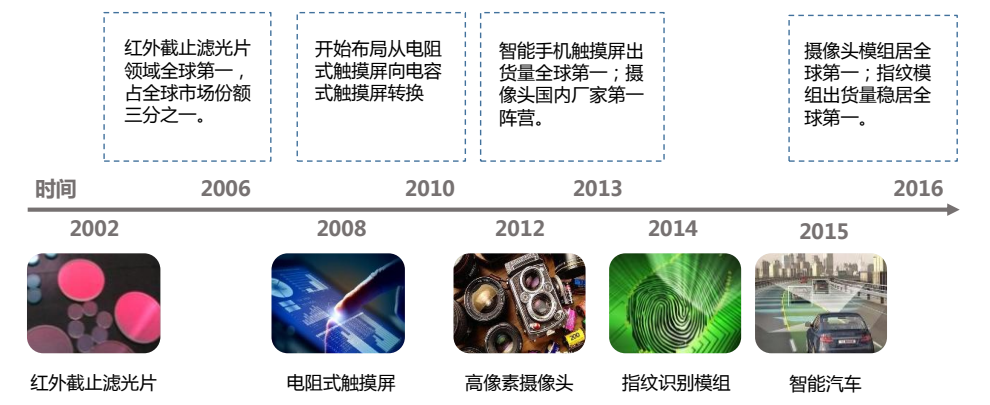 红外截止滤光片
领域全球第一，
占全球市场份额
三分之一。
开始布局从电阻
式触摸屏向电容
式触摸屏转换
智能手机触摸屏出
货量全球第一；摄
像头国内厂家第一
阵营。
摄像头模组居全
球第一；指纹模
组出货量稳居全
球第一。
时间
2006
2010
2013
2016
2002
2008
2012
2014
2015
红外截止滤光片
电阻式触摸屏
高像素摄像头
指纹识别模组
智能汽车